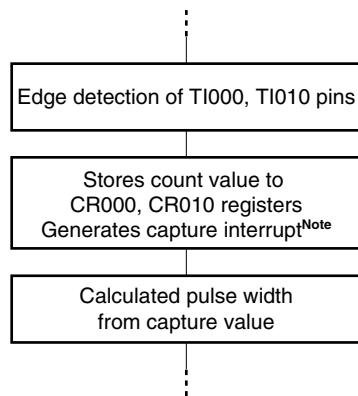 Edge detection of TI000, TI010 pins
Stores count value to
CR000, CR010 registers
Generates capture interruptNote
Calculated pulse width
from capture value